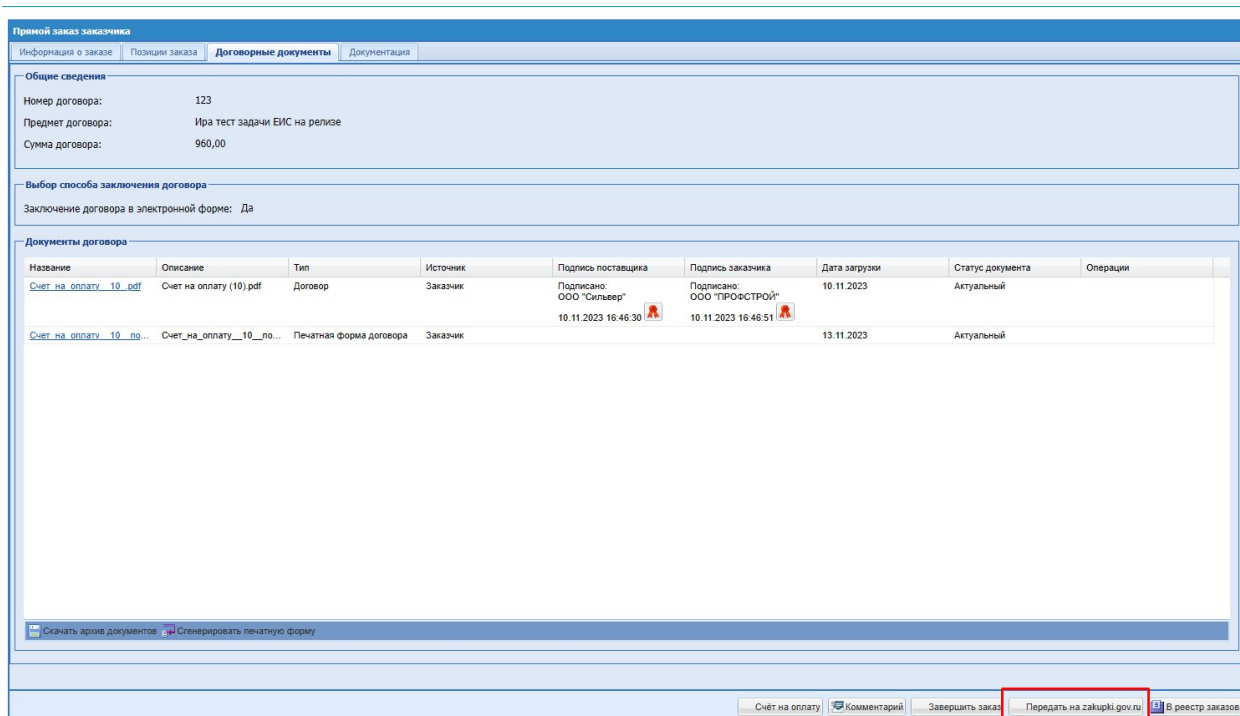 Прямой заказ заказчика
Информация о заказе Позиции заказа Договорные документы Документация
Общие сведения
Номер договора: 123
Предмет договора: Ира тест задачи ЕИС на релизе
Сумма договора: 960,00
Выбор способа заключения договора
Заключение договора в электронной форме: Да
Документы договора
Название Описание Тип Источник Подпись поставщика Подпись заказчика Дата загрузки Статус документа Операции
Счет_на_оплату__10_.pdf Счет на оплату (10).pdf Договор Заказчик Подписано: Подписано: 10.11.2023 Актуальный
ООО "Сильвер" ООО "ПРОФСТРОЙ"
10.11.2023 16:46:30 10.11.2023 16:46:51
Счет_на_оплату__10__по... Счет_на_оплату__10__по... Печатная форма договора Заказчик 13.11.2023 Актуальный
Скачать архив документов Сгенерировать печатную форму
Счёт на оплату Комментарий Завершить заказ Передать на zakupki.gov.ru В реестр заказов